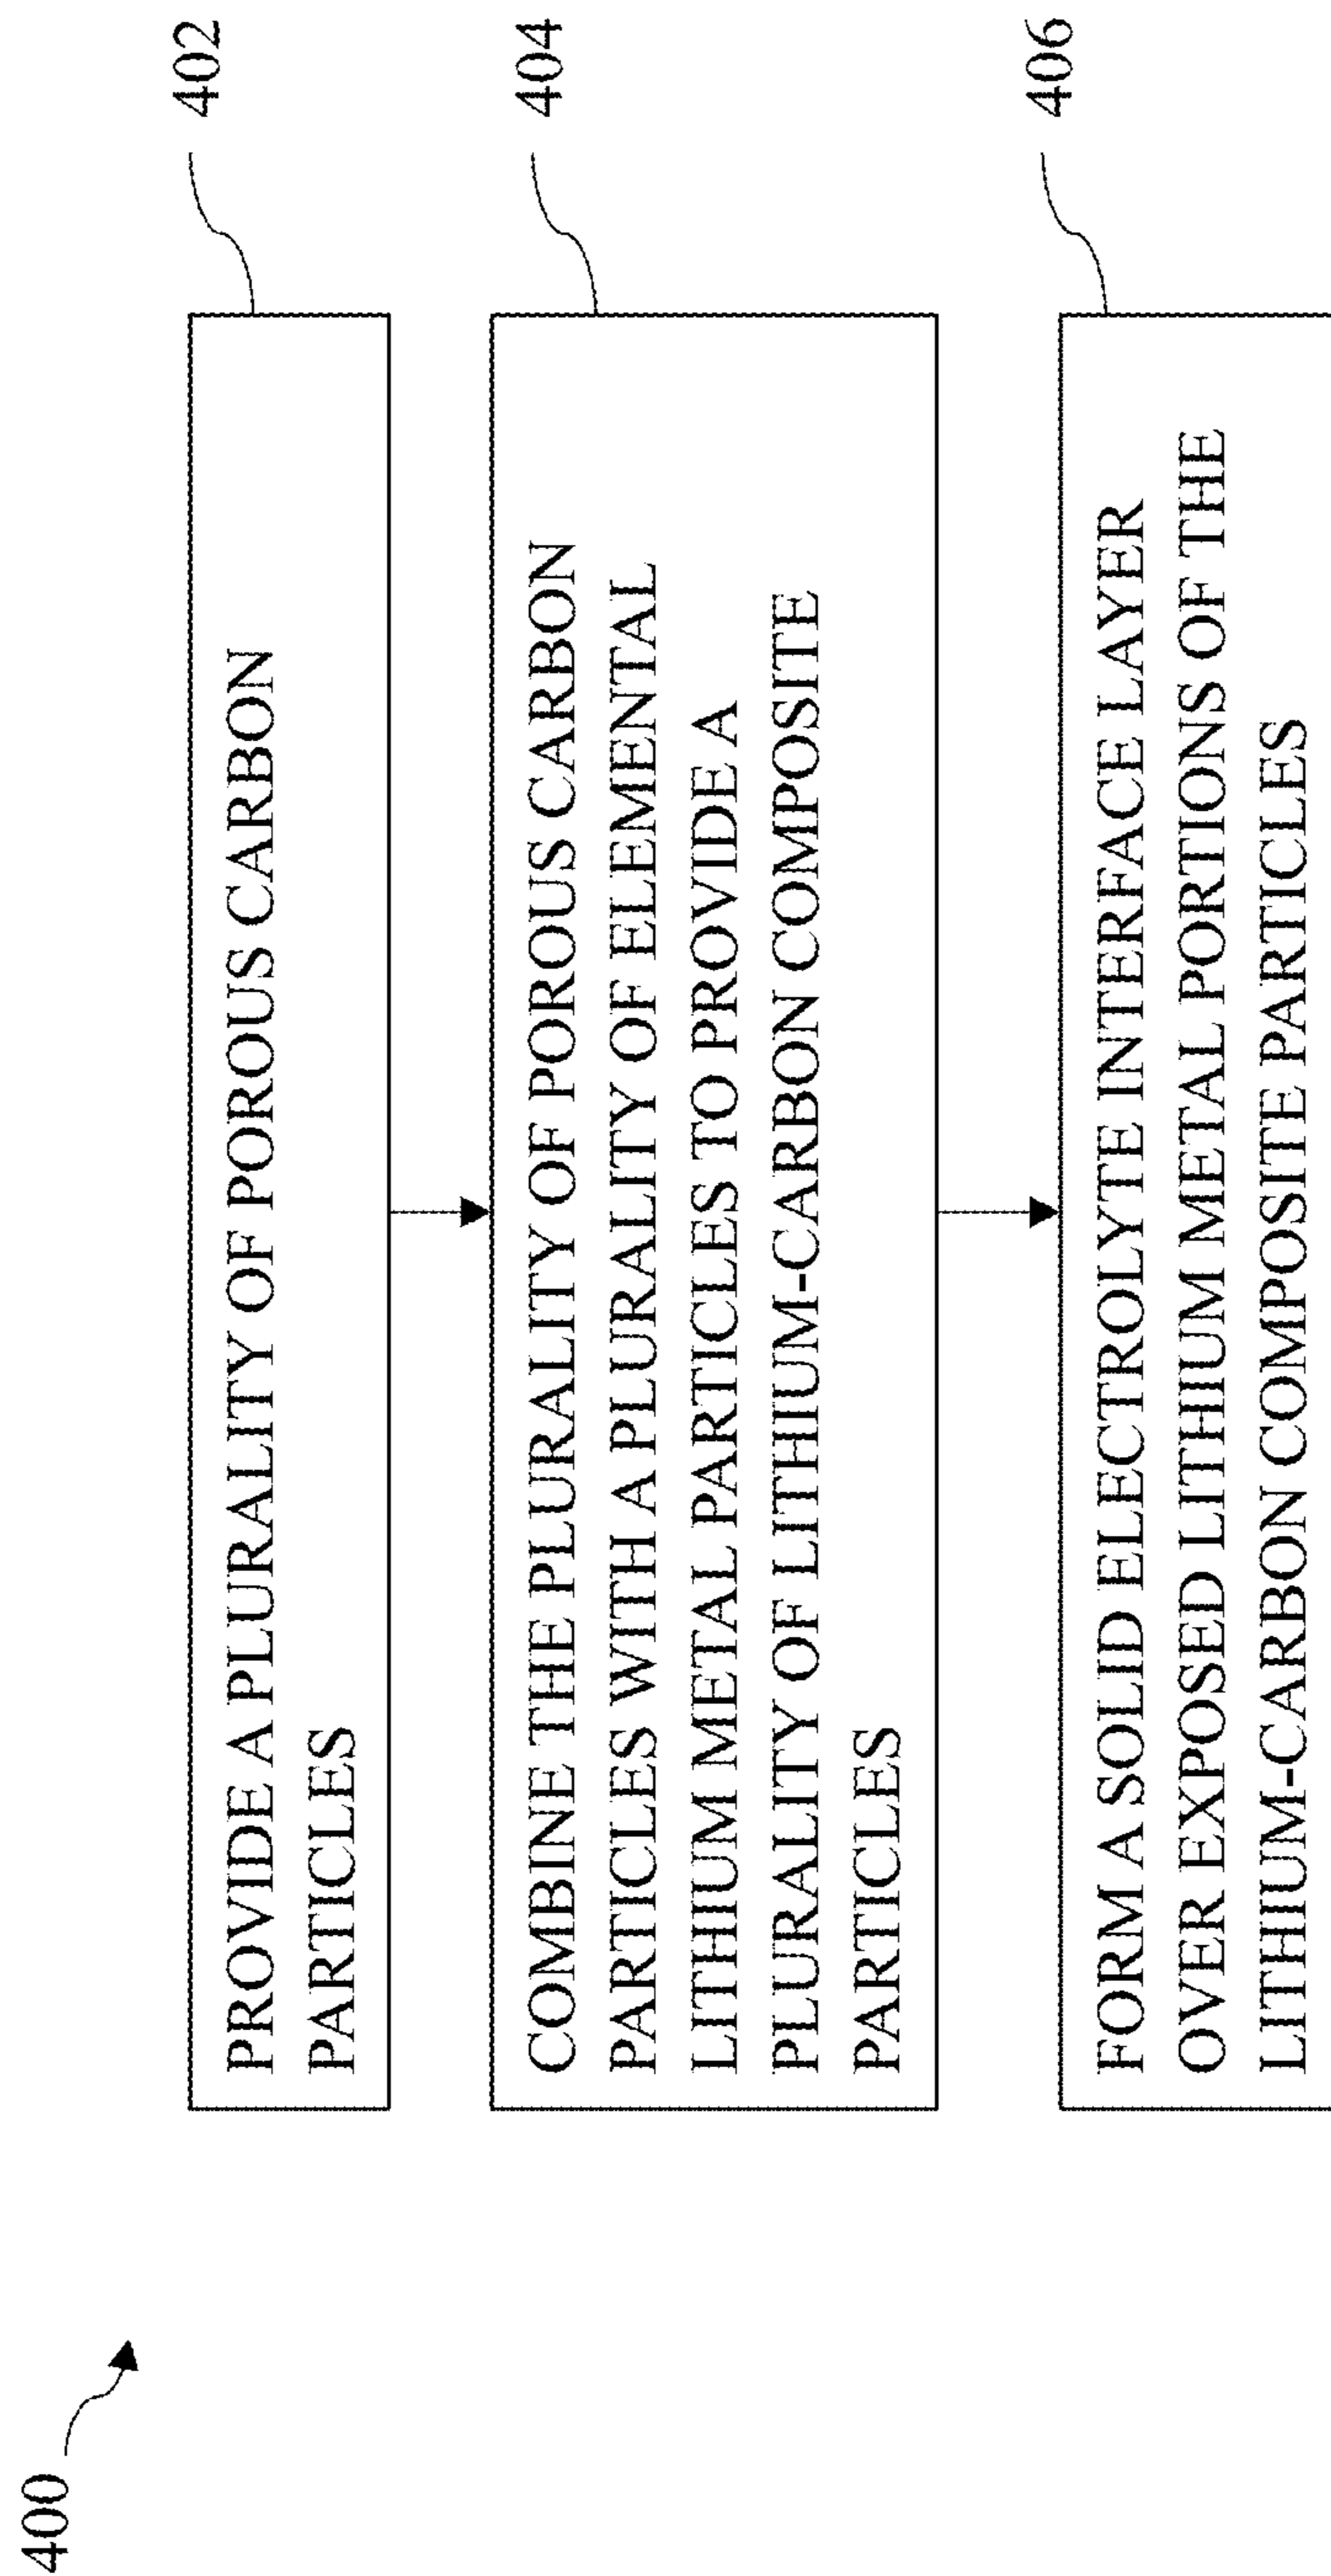 400
402
PROVIDE A PLURALITY OF POROUS CARBON
PARTICLES
404
COMBINE THE PLURALITY OF POROUS CARBON
PARTICLES WITH A PLURALITY OF ELEMENTAL
LITHIUM METAL PARTICLES TO PROVIDE A
PLURALITY OF LITHIUM-CARBON COMPOSITE
PARTICLES
406
FORM A SOLID ELECTROLYTE INTERFACE LAYER
OVER EXPOSED LITHIUM METAL PORTIONS OF THE
LITHIUM-CARBON COMPOSITE PARTICLES